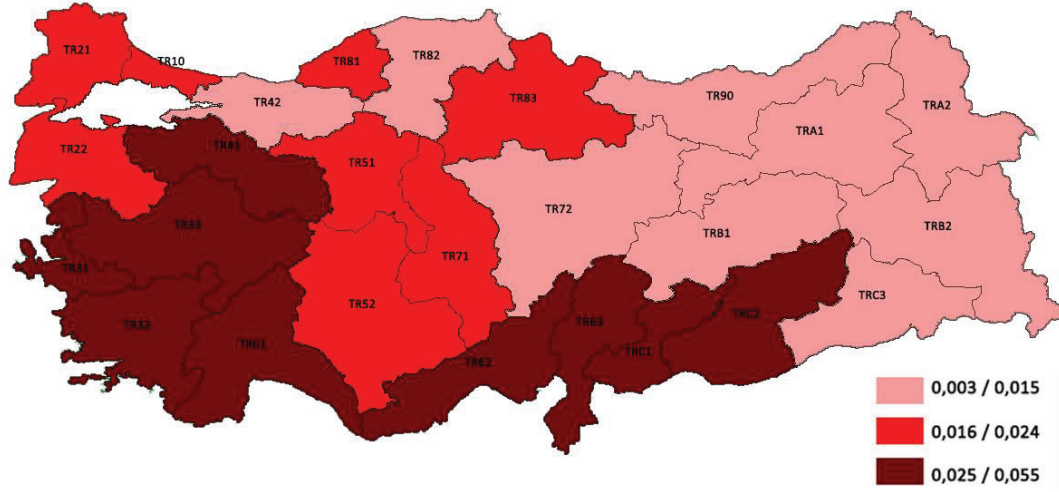 TR21
TR10
TR81
TR82
TR83
TR42
TR90
TRA2
TRA1
TR22
TR41
TR51
TR72
TR33
TRB1
TRB2
TR71
TR31
TR52
TRC3
TR32
TR61
TR63
TRC2
TRC1
TR62
0,003 / 0,015
0,016 / 0,024
0,025 / 0,055